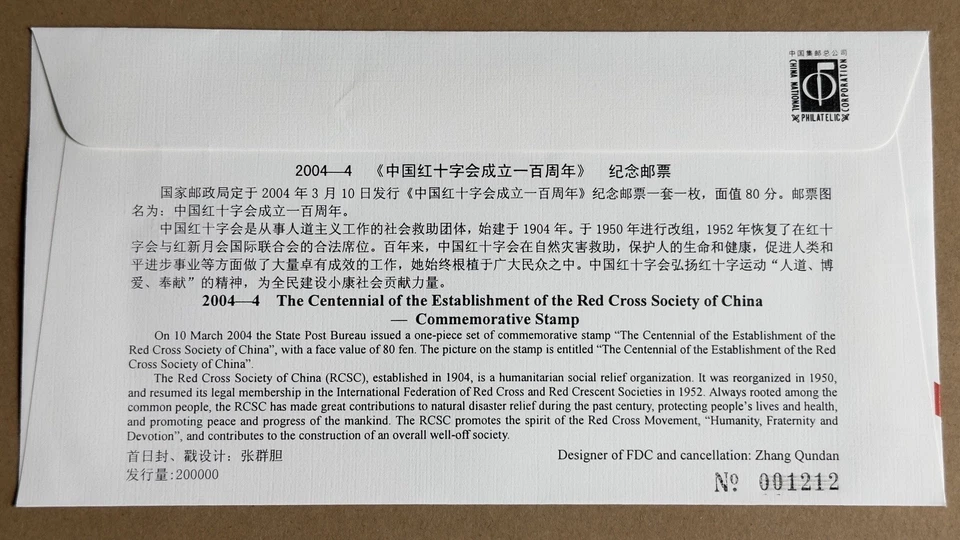 中国集邮总公司
CHINA NATIONAL
PHILATELIC
CORPORATION
2004—4 《中国红十字会成立一百周年》 纪念邮票
国家邮政局定于 2004 年 3 月 10 日发行《中国红十字会成立一百周年》纪念邮票一套一枚，面值 80 分。邮票图
名为：中国红十字会成立一百周年。
中国红十字会是从事人道主义工作的社会救助团体，始建于 1904 年。于 1950 年进行改组，1952 年恢复了在红十
字会与红新月会国际联合会的合法席位。百年来，中国红十字会在自然灾害救助，保护人的生命和健康，促进人类和
平进步事业等方面做了大量卓有成效的工作，她始终根植于广大民众之中。中国红十字会弘扬红十字运动“人道、博
爱、奉献”的精神，为全民建设小康社会贡献力量。
2004—4 The Centennial of the Establishment of the Red Cross Society of China
— Commemorative Stamp
On 10 March 2004 the State Post Bureau issued a one-piece set of commemorative stamp “The Centennial of the Establishment of the
Red Cross Society of China”, with a face value of 80 fen. The picture on the stamp is entitled “The Centennial of the Establishment of the Red
Cross Society of China”.
The Red Cross Society of China (RCSC), established in 1904, is a humanitarian social relief organization. It was reorganized in 1950,
and resumed its legal membership in the International Federation of Red Cross and Red Crescent Societies in 1952. Always rooted among the
common people, the RCSC has made great contributions to natural disaster relief during the past century, protecting people’s lives and health,
and promoting peace and progress of the mankind. The RCSC promotes the spirit of the Red Cross Movement, “Humanity, Fraternity and
Devotion”, and contributes to the construction of an overall well-off society.
首日封、戳设计：张群胆 Designer of FDC and cancellation: Zhang Qundan
发行量:200000
№ 001212